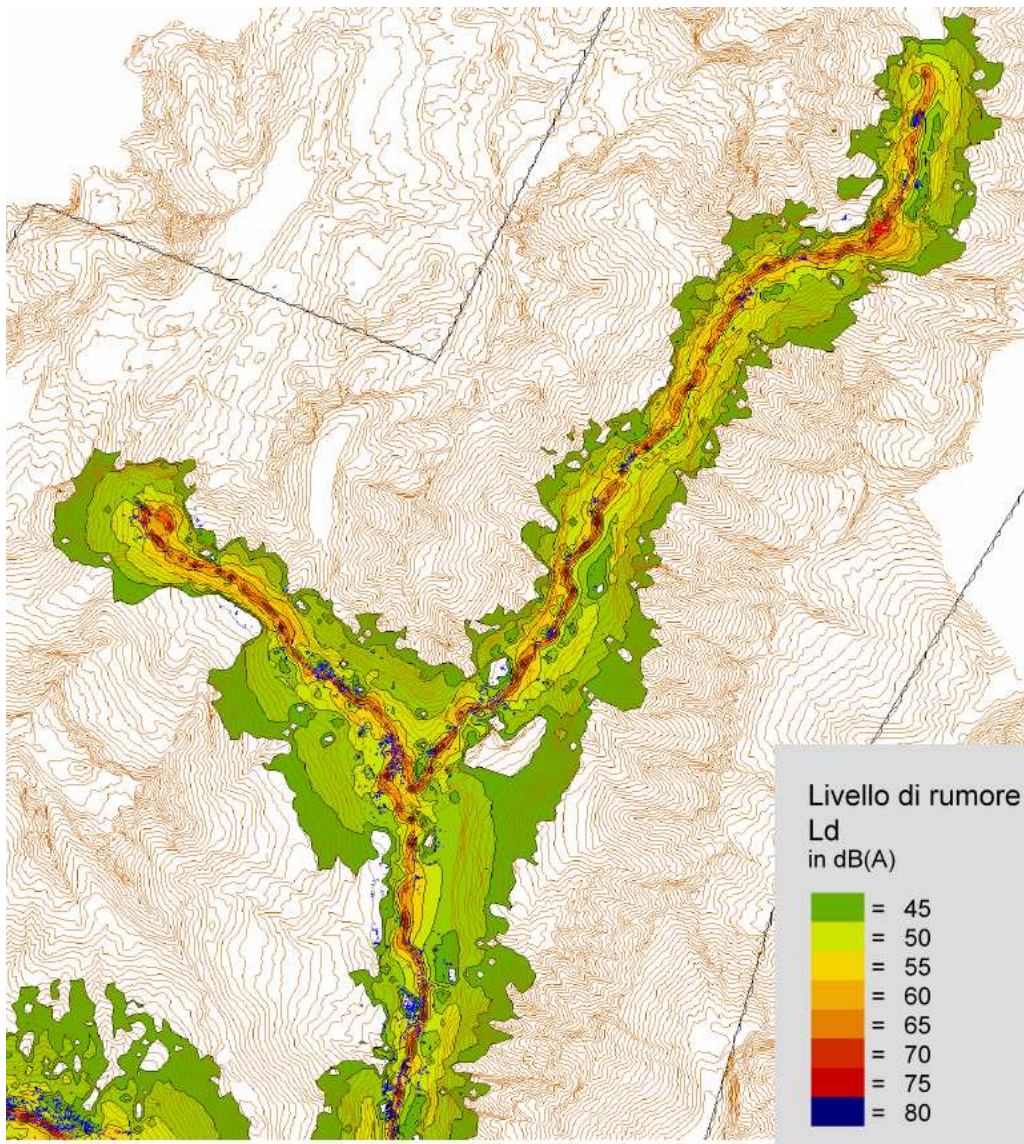 Livello di rumore
Ld
in dB(A)
= 45
= 50
= 55
= 60
= 65
= 70
= 75
= 80